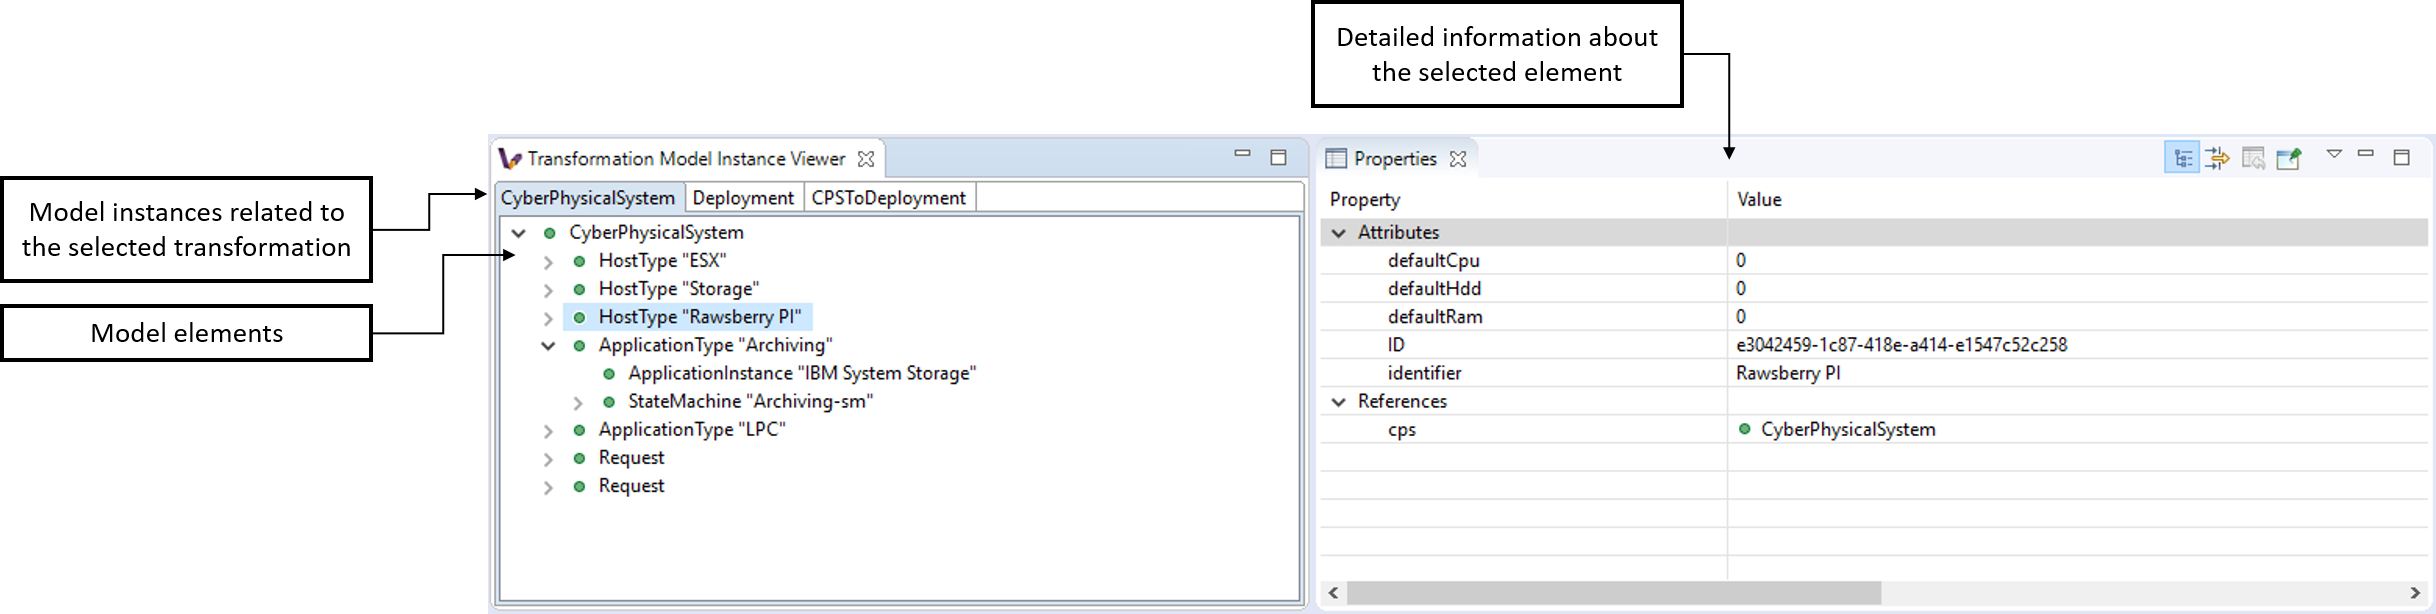 Detailed information about
the selected element
Model instances related to
the selected transformation
Model elements
Transformation Model Instance Viewer
CyberPhysicalSystem Deployment CPSToDeployment
CyberPhysicalSystem
HostType "ESX"
HostType "Storage"
HostType "Rawsberry PI"
ApplicationType "Archiving"
ApplicationInstance "IBM System Storage"
StateMachine "Archiving-sm"
ApplicationType "LPC"
Request
Request
Properties
Property Value
Attributes
defaultCpu 0
defaultHdd 0
defaultRam 0
ID e3042459-1c87-418e-a414-e1547c52c258
identifier Rawsberry PI
References
cps CyberPhysicalSystem